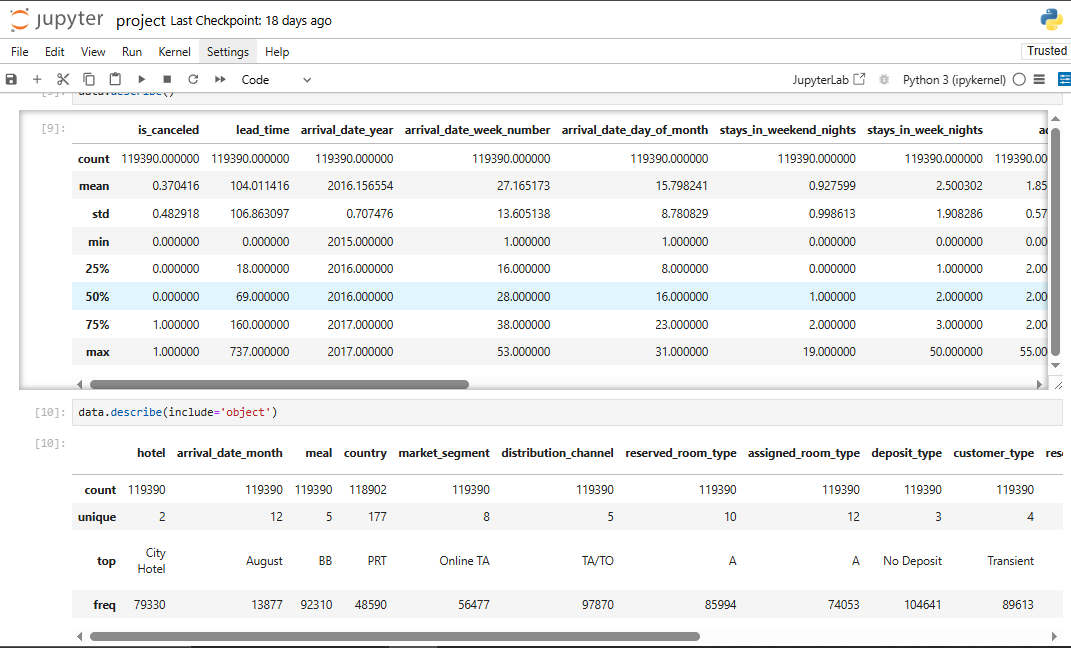 jupyter project Last Checkpoint: 18 days ago
File Edit View Run Kernel Settings Help Trusted
Code JupyterLab Python 3 (ipykernel)
[9]: data.describe()
[9]:
is_canceled lead_time arrival_date_year arrival_date_week_number arrival_date_day_of_month stays_in_weekend_nights stays_in_week_nights
count 119390.000000 119390.000000 119390.000000 119390.000000 119390.000000 119390.000000 119390.000000 119390.00
mean 0.370416 104.011416 2016.156554 27.165173 15.798241 0.927599 2.500302 1.85
std 0.482918 106.863097 0.707476 13.605138 8.780829 0.998613 1.908286 0.57
min 0.000000 0.000000 2015.000000 1.000000 1.000000 0.000000 0.000000 0.00
25% 0.000000 18.000000 2016.000000 16.000000 8.000000 0.000000 1.000000 2.00
50% 0.000000 69.000000 2016.000000 28.000000 16.000000 1.000000 2.000000 2.00
75% 1.000000 160.000000 2017.000000 38.000000 23.000000 2.000000 3.000000 2.00
max 1.000000 737.000000 2017.000000 53.000000 31.000000 19.000000 50.000000 55.00
[10]: data.describe(include='object')
[10]:
hotel arrival_date_month meal country market_segment distribution_channel reserved_room_type assigned_room_type deposit_type customer_type
count 119390 119390 119390 118902 119390 119390 119390 119390 119390 119390
unique 2 12 5 177 8 5 10 12 3 4
top City Hotel August BB PRT Online TA TA/TO A A No Deposit Transient
freq 79330 13877 92310 48590 56477 97870 85994 74053 104641 89613